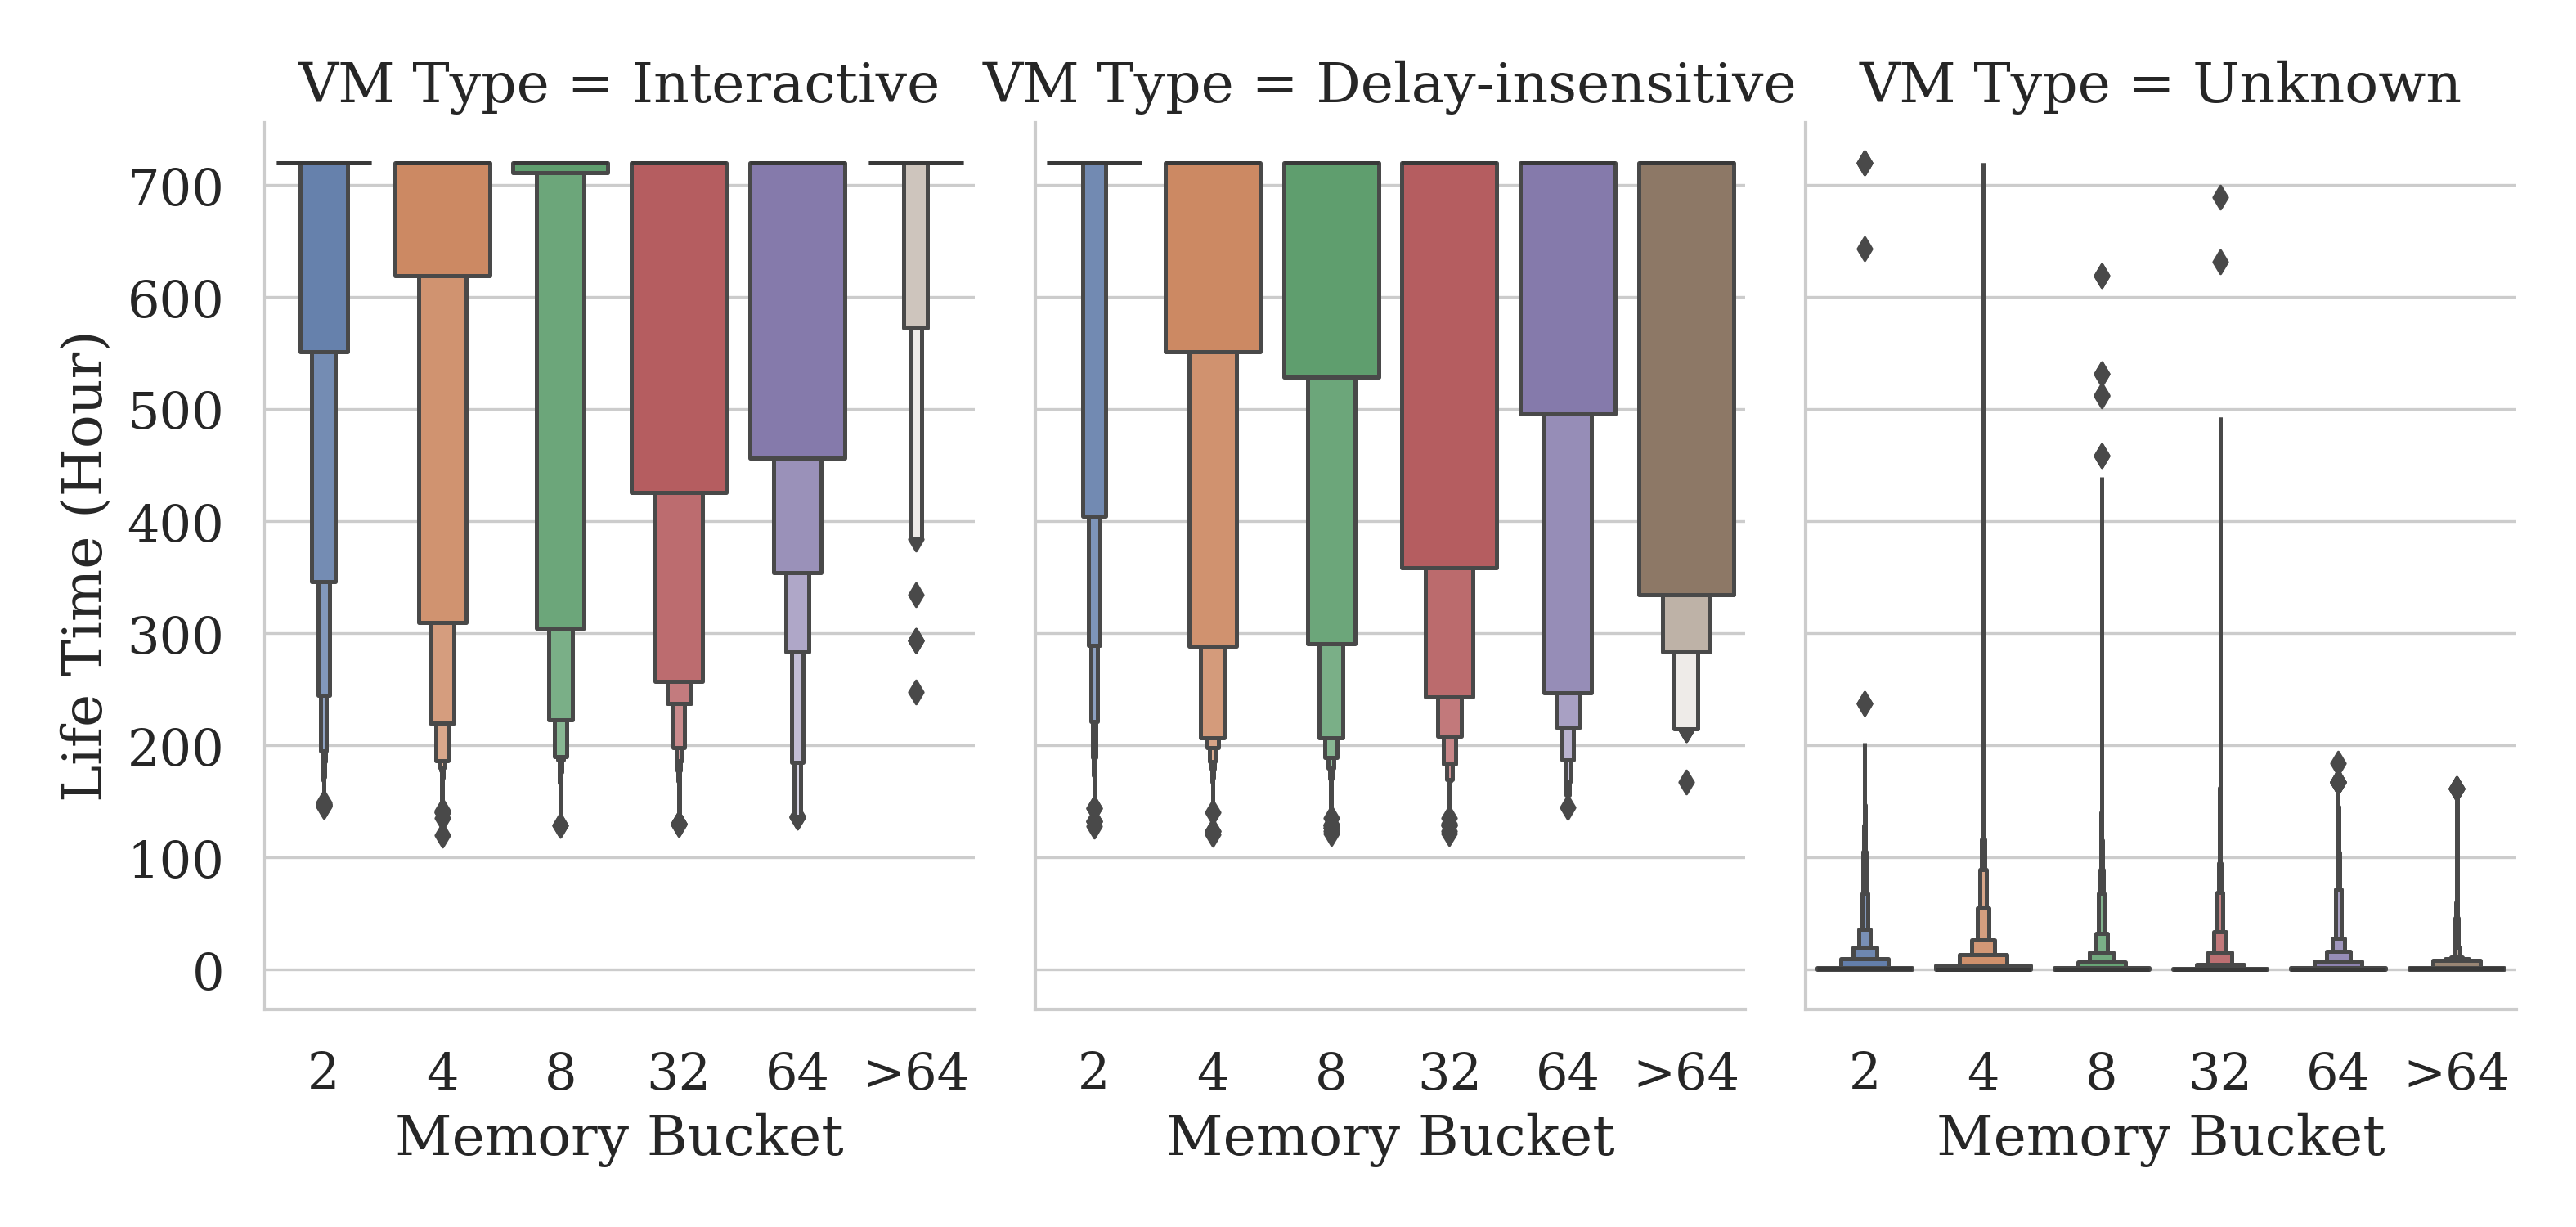 VM Type = Interactive
VM Type = Delay-insensitive
VM Type = Unknown
Life Time (Hour)
700
600
500
400
300
200
100
0
2 4 8 32 64 >64
2 4 8 32 64 >64
2 4 8 32 64 >64
Memory Bucket
Memory Bucket
Memory Bucket